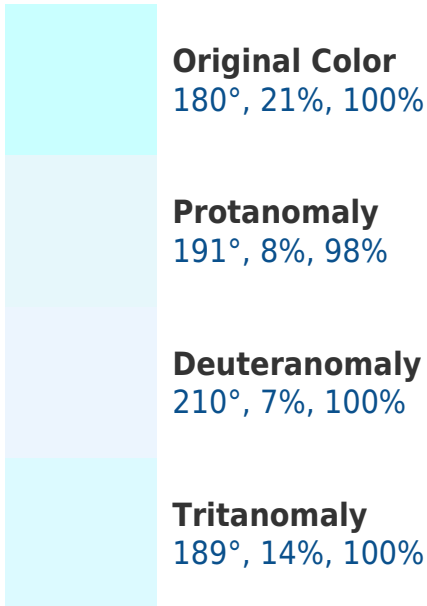 Original Color
180°, 21%, 100%
Protanomaly
191°, 8%, 98%
Deuteranomaly
210°, 7%, 100%
Tritanomaly
189°, 14%, 100%